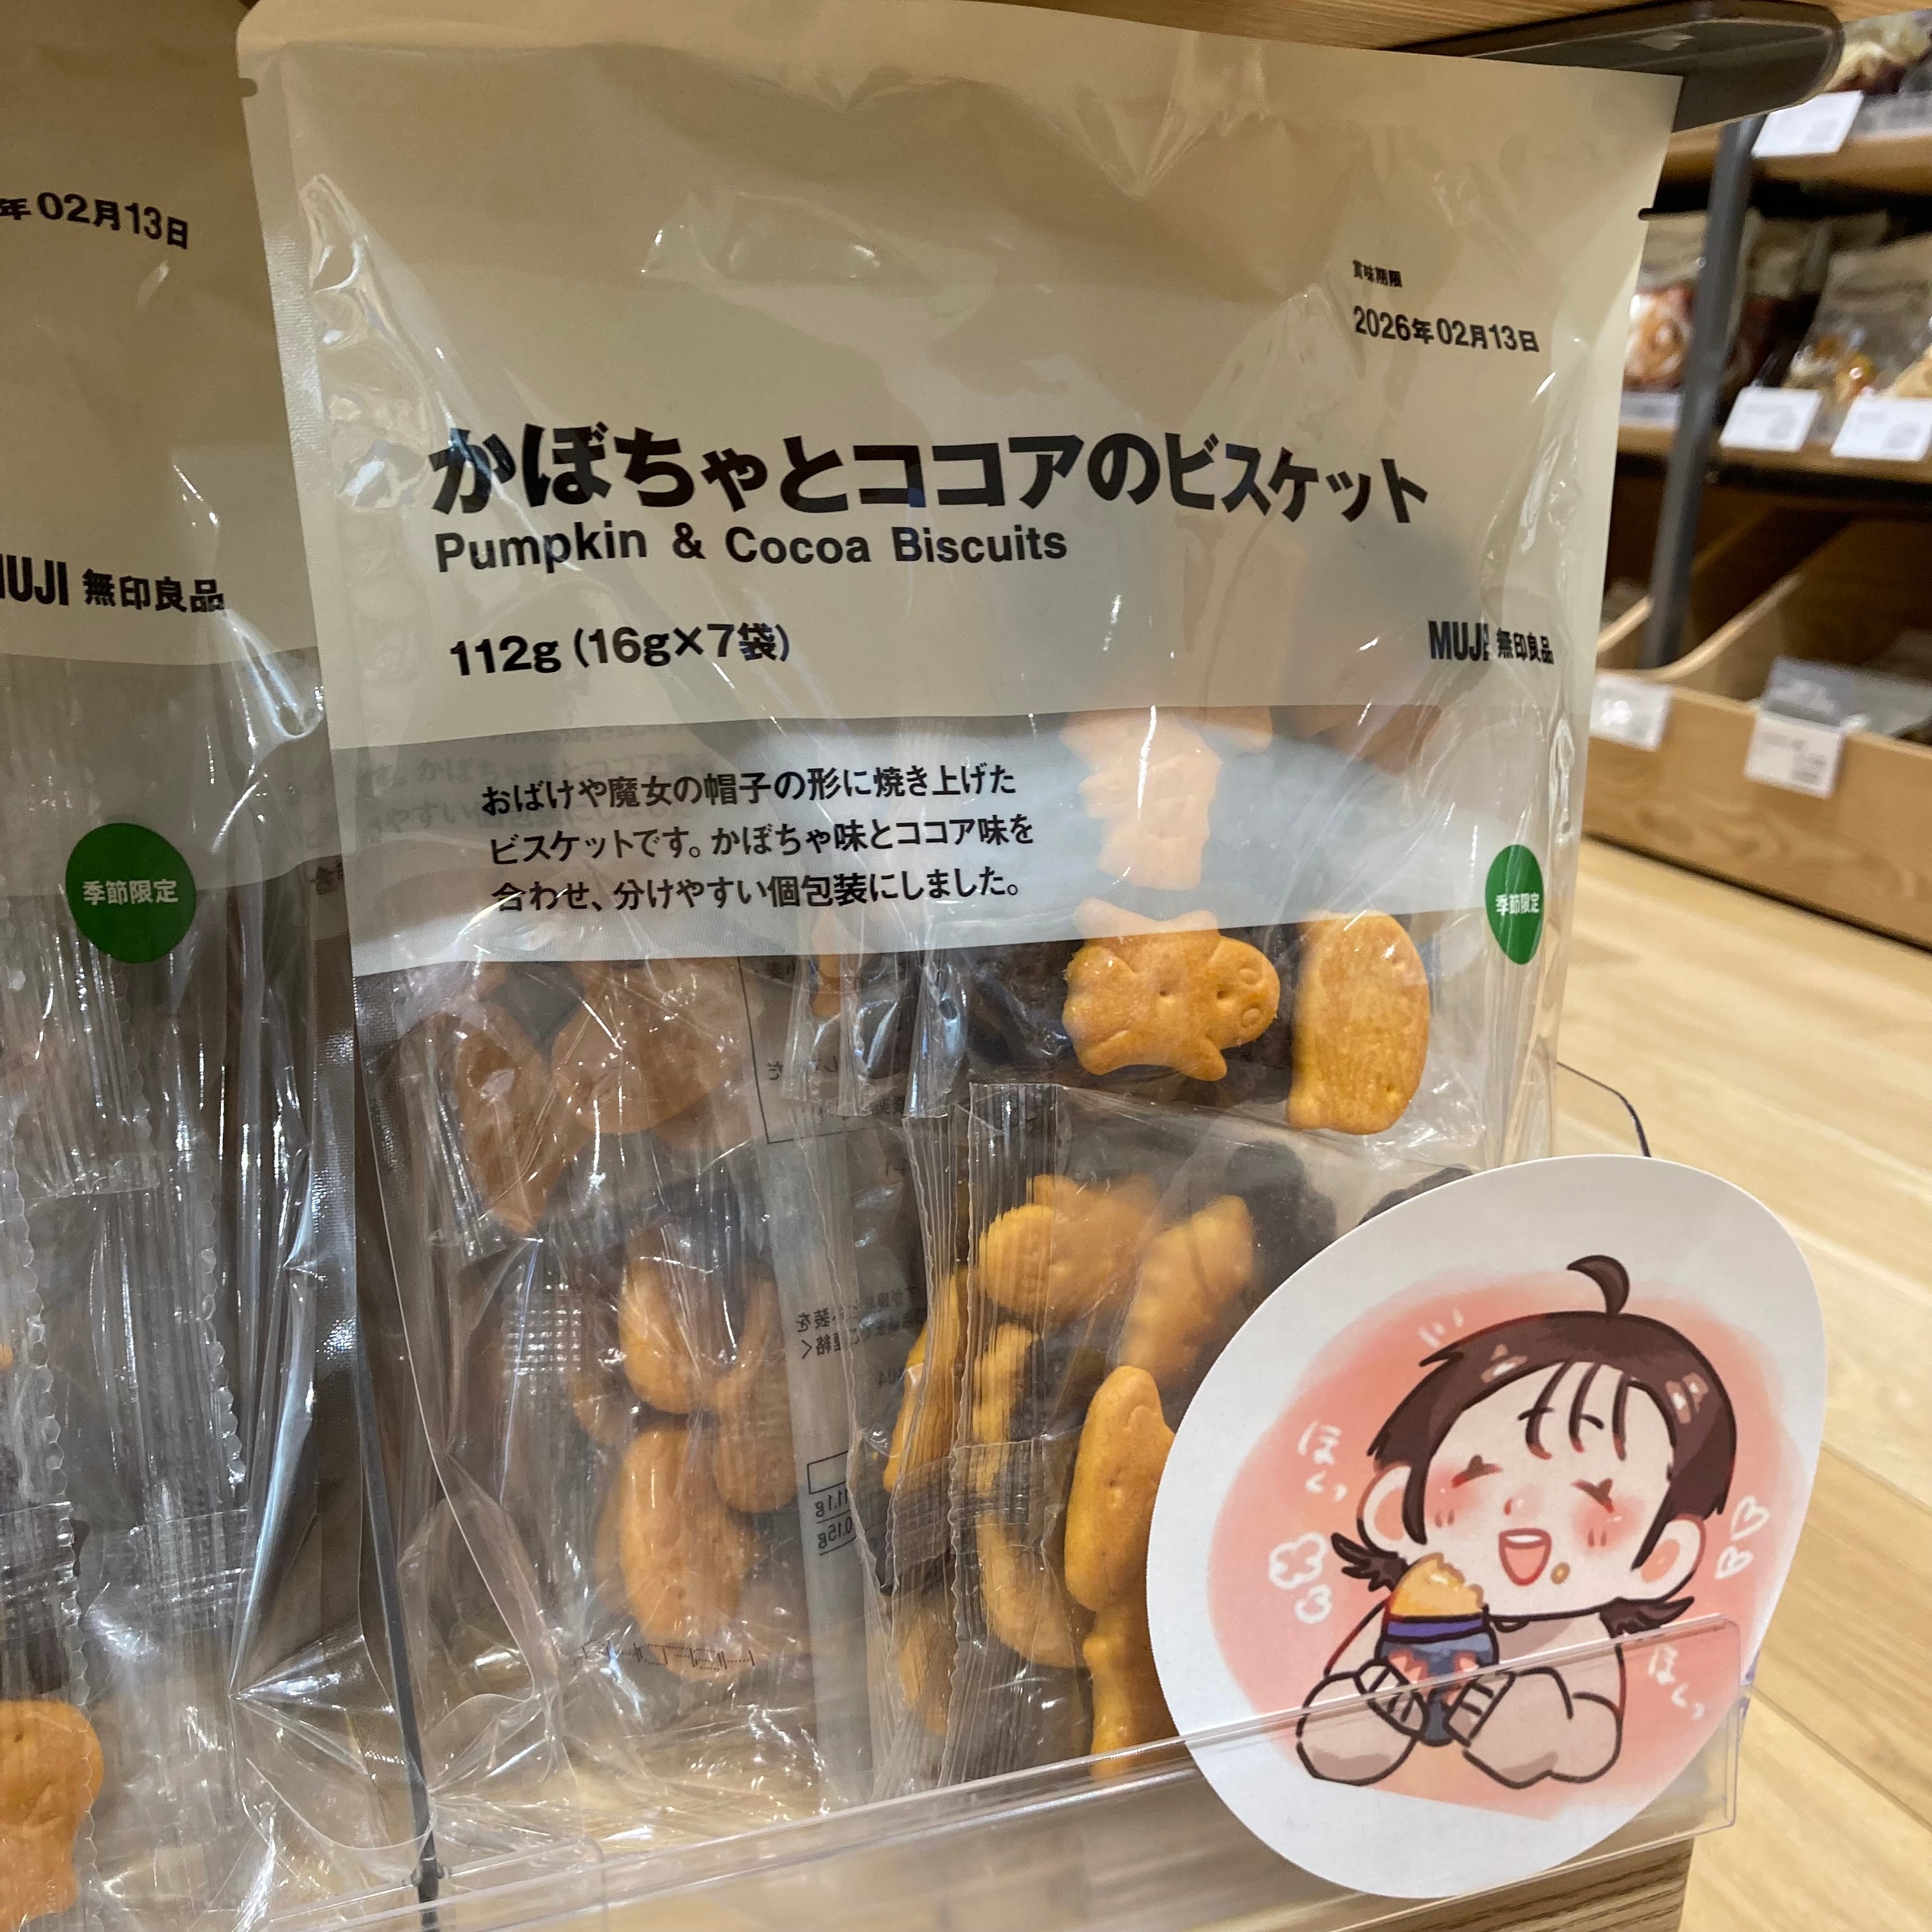 年02月13日
MUJI 無印良品
季節限定
賞味期限
2026年02月13日
かぼちゃとココアのビスケット
Pumpkin & Cocoa Biscuits
112g (16g×7袋)
MUJI 無印良品
おばけや魔女の帽子の形に焼き上げた
ビスケットです。かぼちゃ味とココア味を
合わせ、分けやすい個包装にしました。
季節限定
ほくっ
ほくっ